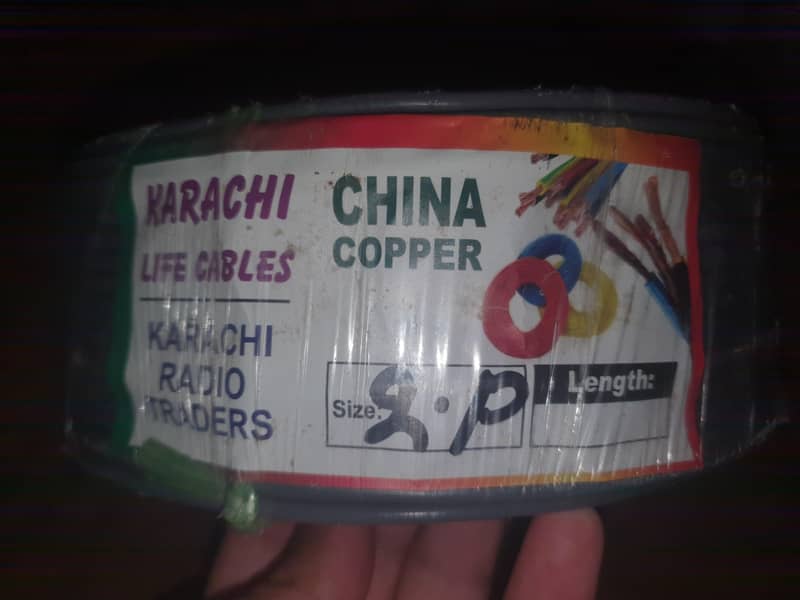 KARACHI
LIFE CABLES
KARACHI
RADIO
TRADERS
CHINA
COPPER
Size:
Length: